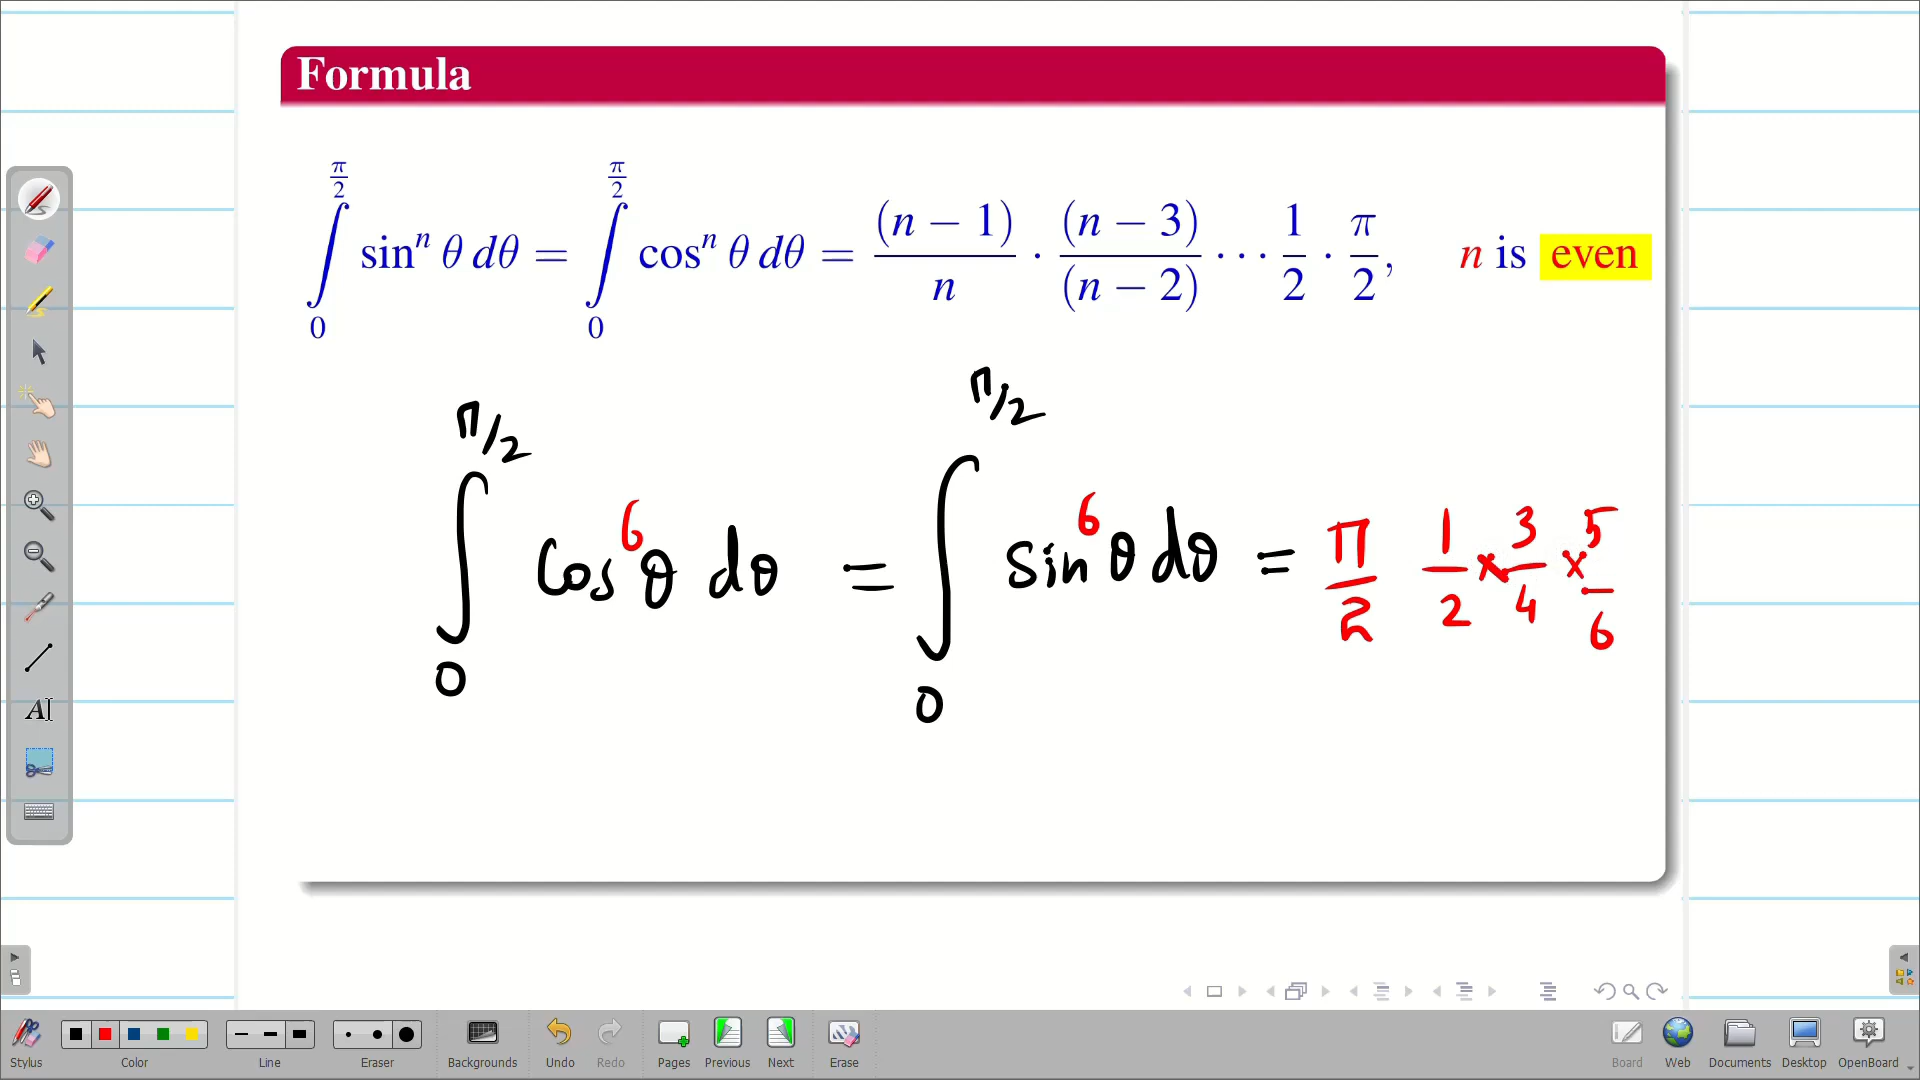 Formula
∫₀^{π/2} sinⁿ θ dθ = ∫₀^{π/2} cosⁿ θ dθ = (n − 1)/n · (n − 3)/(n − 2) ⋯ 1/2 · π/2, n is even
∫₀^{π/2} cos⁶θ dθ = ∫₀^{π/2} sin⁶θ dθ = π/2 1/2 × 3/4 × 5/6
Stylus Color Line Eraser Backgrounds Undo Redo Pages Previous Next Erase Board Web Documents Desktop OpenBoard